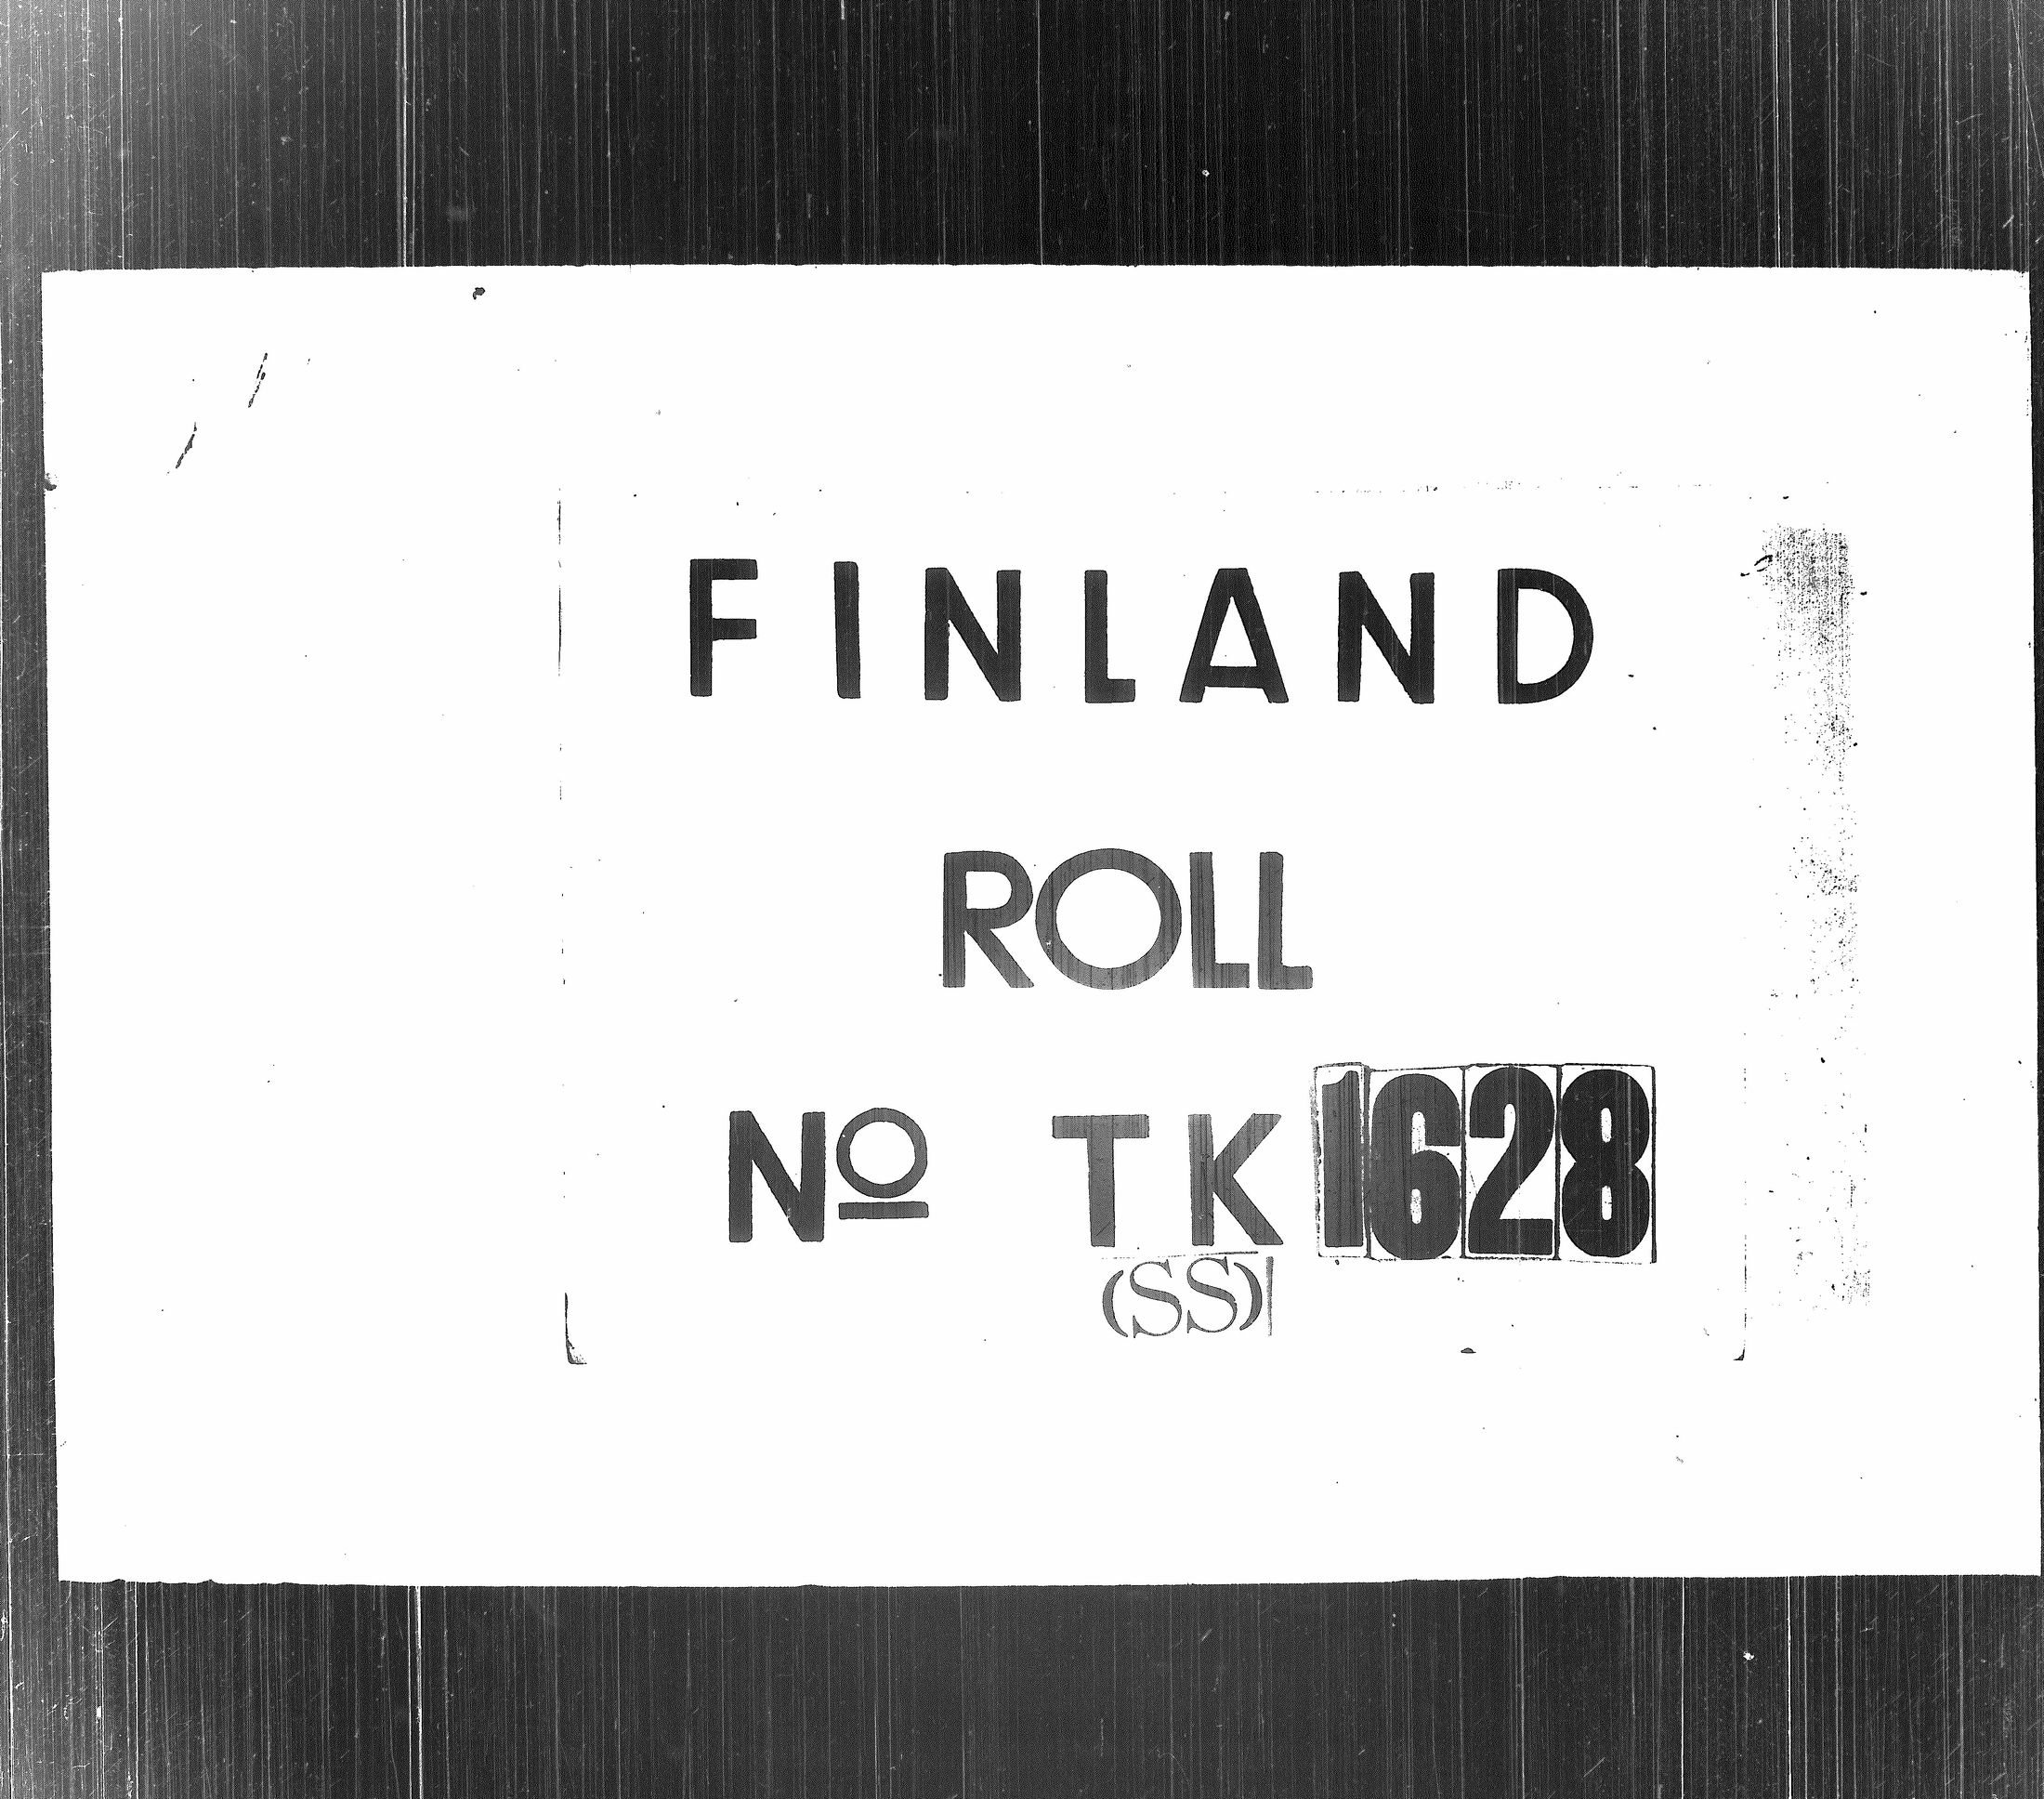 FINLAND
ROLL
Nº TK 1628
(SS)